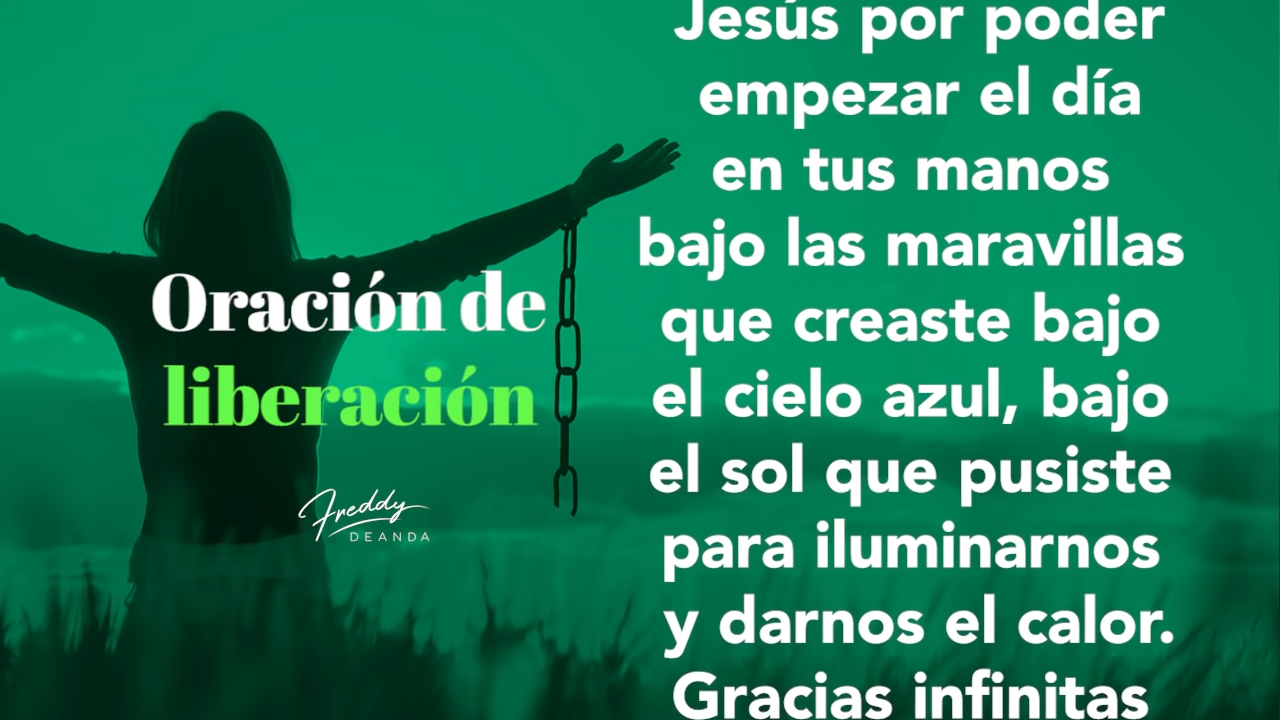 Oración de
liberación
Freddy
DEANDA
Jesús por poder
empezar el día
en tus manos
bajo las maravillas
que creaste bajo
el cielo azul, bajo
el sol que pusiste
para iluminarnos
y darnos el calor.
Gracias infinitas